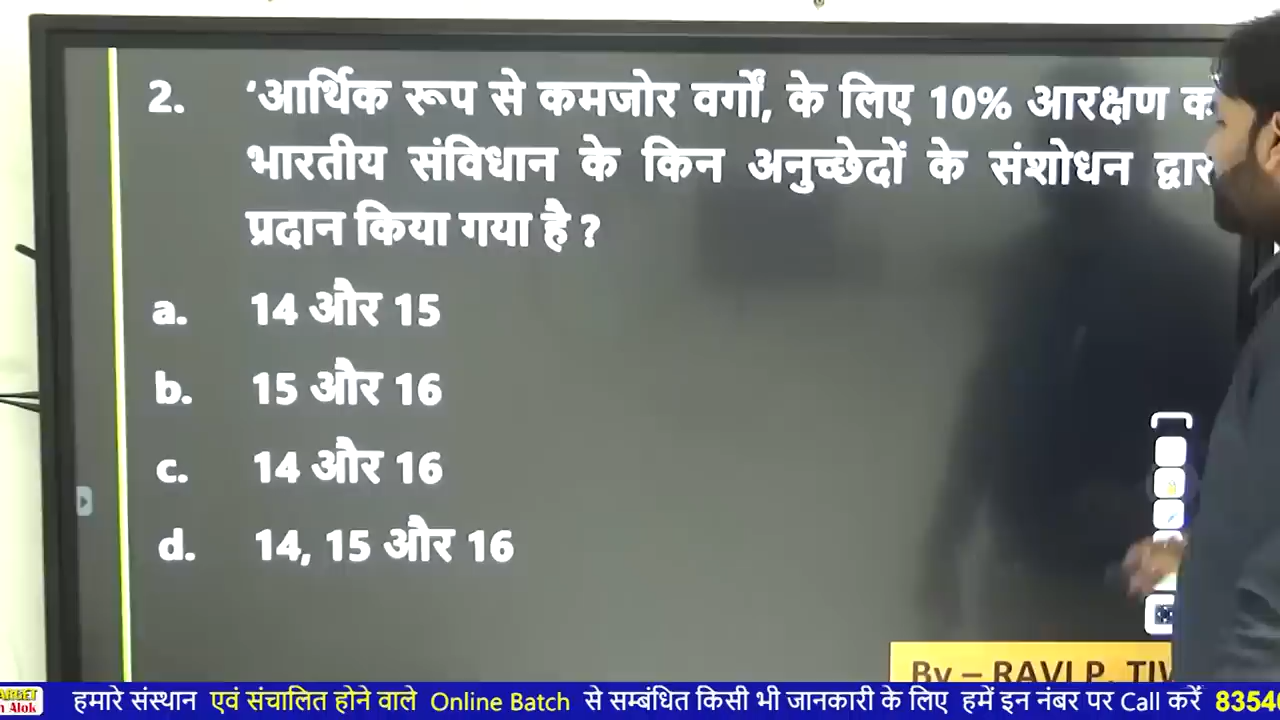 2. ‘आर्थिक रूप से कमजोर वर्गों, के लिए 10% आरक्षण
भारतीय संविधान के किन अनुच्छेदों के संशोधन
प्रदान किया गया है ?
a. 14 और 15
b. 15 और 16
c. 14 और 16
d. 14, 15 और 16
By – RAVI P.
हमारे संस्थान एवं संचालित होने वाले Online Batch से सम्बंधित किसी भी जानकारी के लिए हमें इन नंबर पर Call करें